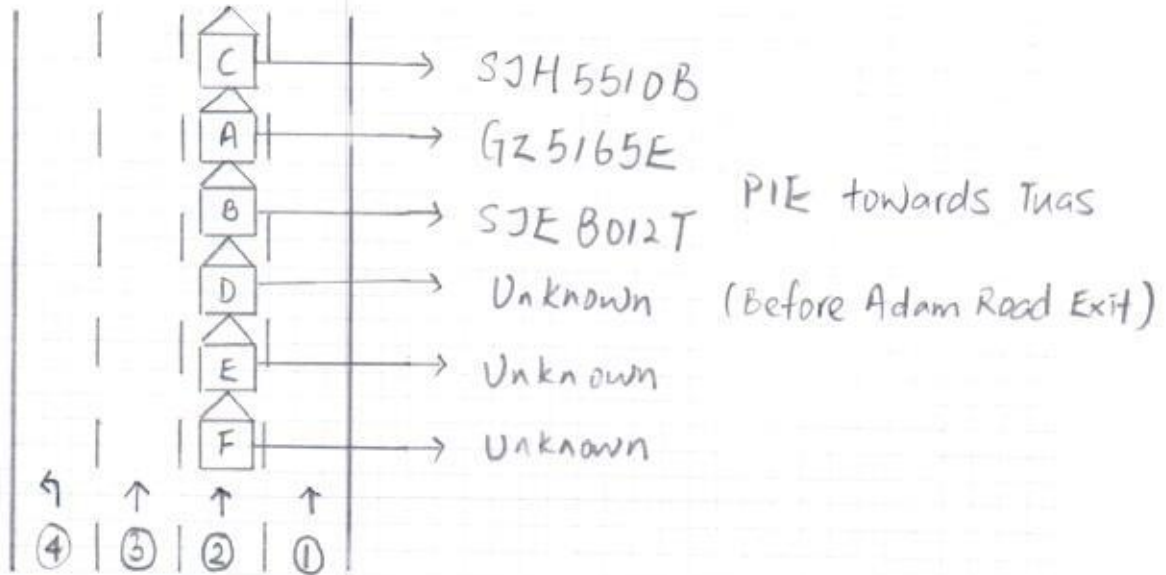 C SJH5510B
A GZ5165E
B SJE8012T
PIE towards Tuas
D Unknown (Before Adam Road Exit)
E Unknown
F Unknown
4 3 2 1